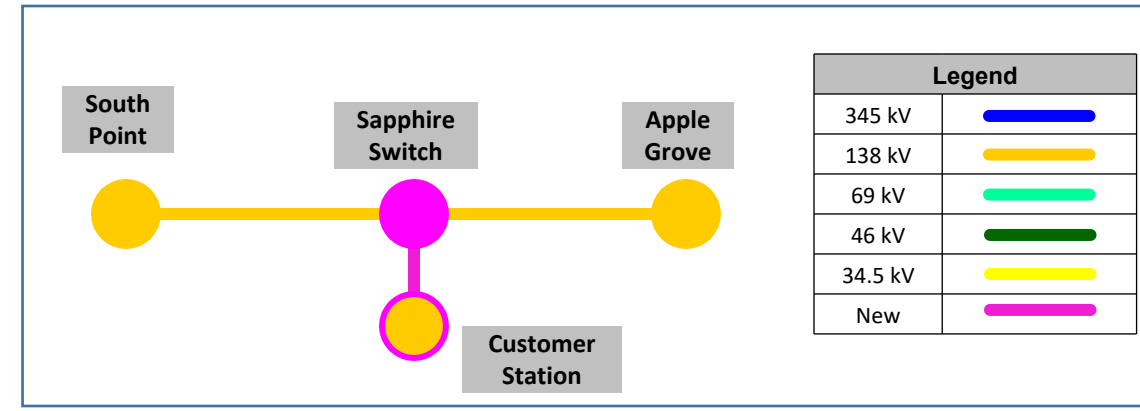 South
Point
Sapphire
Switch
Apple
Grove
Customer
Station
Legend
345 kV
138 kV
69 kV
46 kV
34.5 kV
New